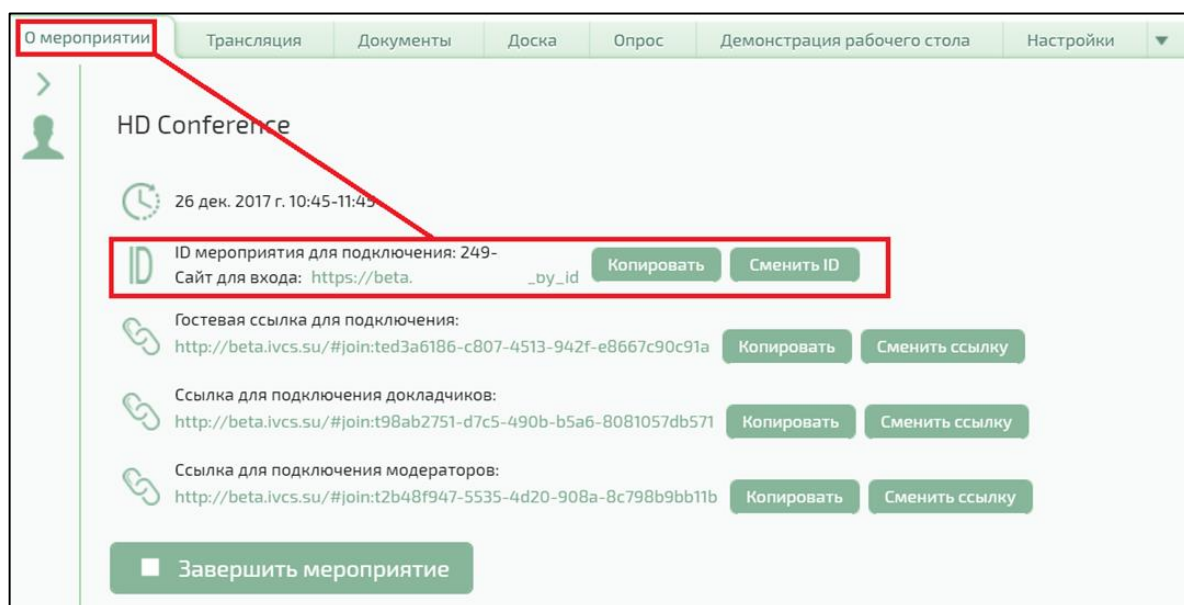 О мероприятии Трансляция Документы Доска Опрос Демонстрация рабочего стола Настройки
HD Conference
26 дек. 2017 г. 10:45-11:45
ID мероприятия для подключения: 249-
Сайт для входа: https://beta. _by_id Копировать Сменить ID
Гостевая ссылка для подключения:
http://beta.ivcs.su/#join:ted3a6186-c807-4513-942f-e8667c90c91a Копировать Сменить ссылку
Ссылка для подключения докладчиков:
http://beta.ivcs.su/#join:t98ab2751-d7c5-490b-b5a6-8081057db571 Копировать Сменить ссылку
Ссылка для подключения модераторов:
http://beta.ivcs.su/#join:t2b48f947-5535-4d20-908a-8c798b9bb11b Копировать Сменить ссылку
Завершить мероприятие